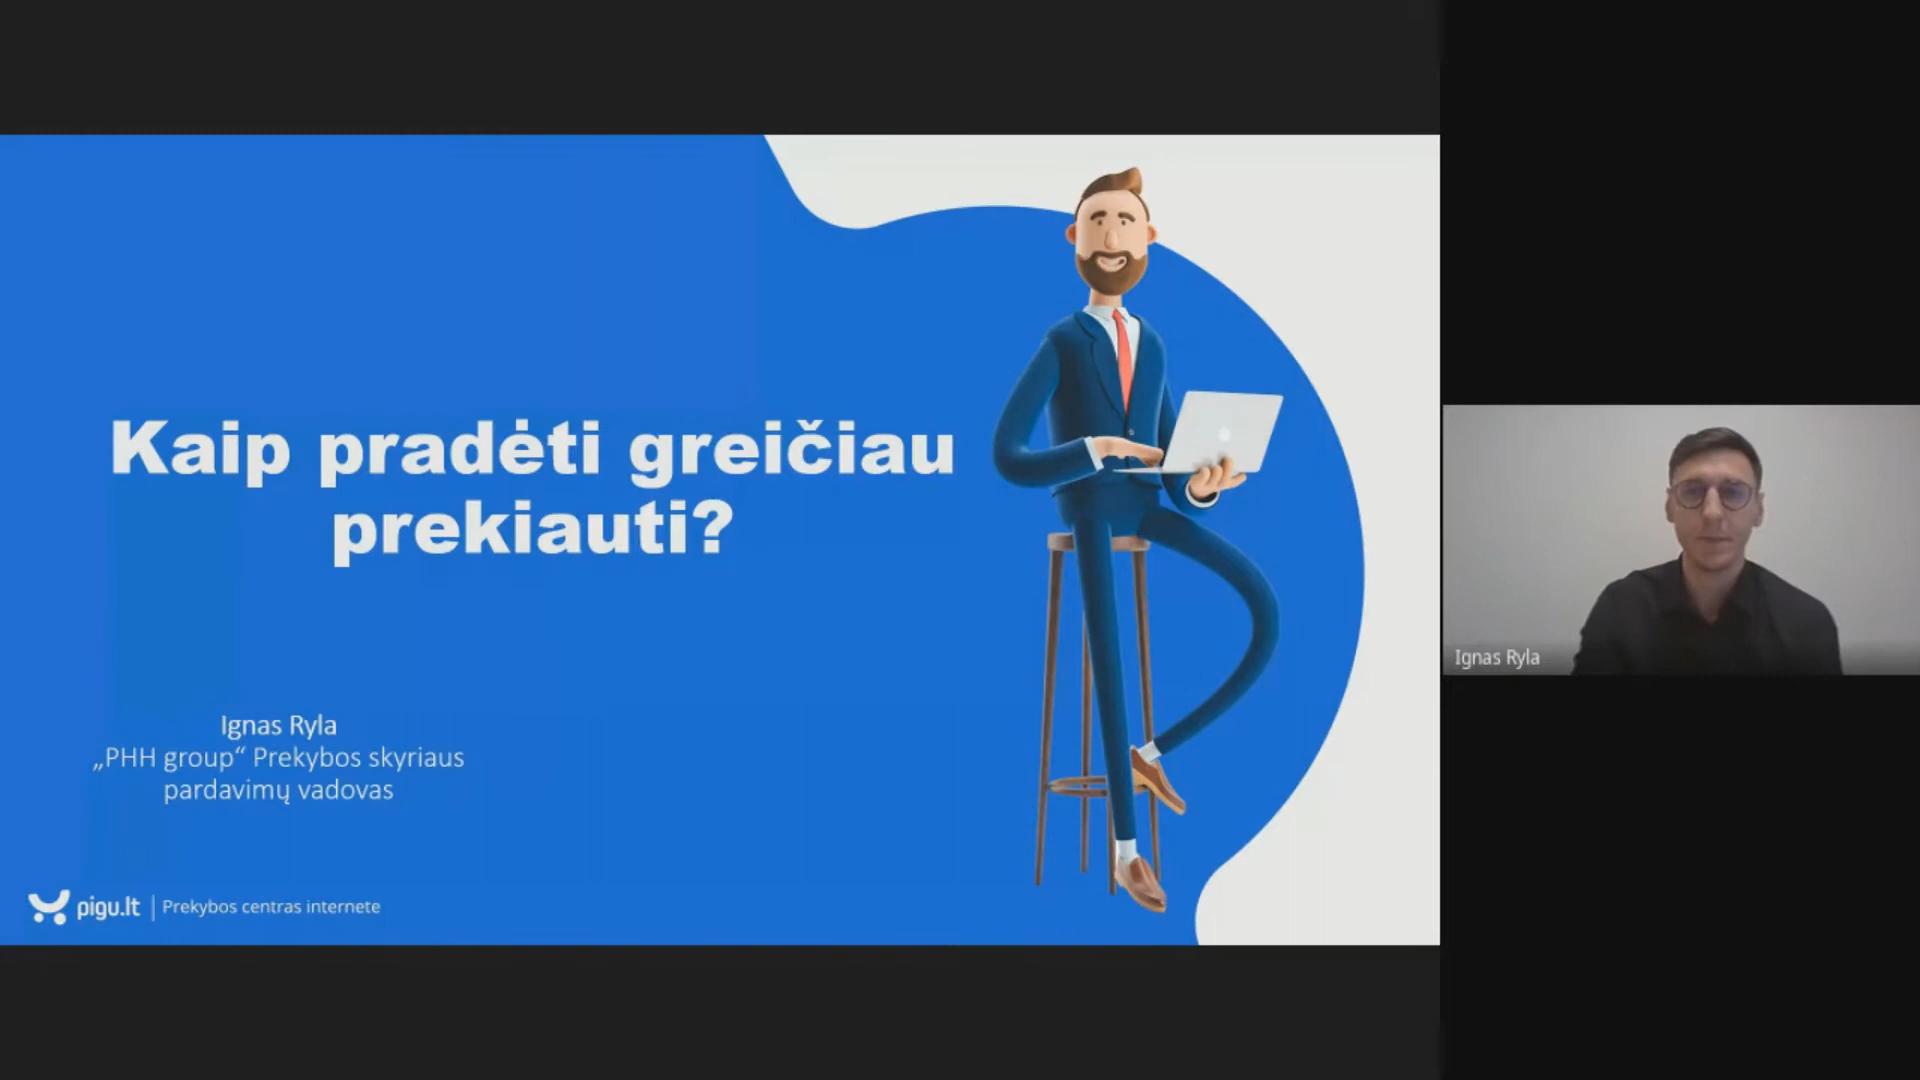 Kaip pradėti greičiau
prekiauti?
Ignas Ryla
„PHH group“ Prekybos skyriaus
pardavimų vadovas
pigu.lt | Prekybos centras internete
Ignas Ryla